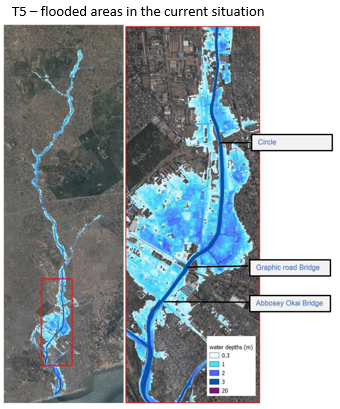 T5 – flooded areas in the current situation
Circle
Graphic road Bridge
Abbosey Okai Bridge
water depths (m)
0.3
1
2
3
20